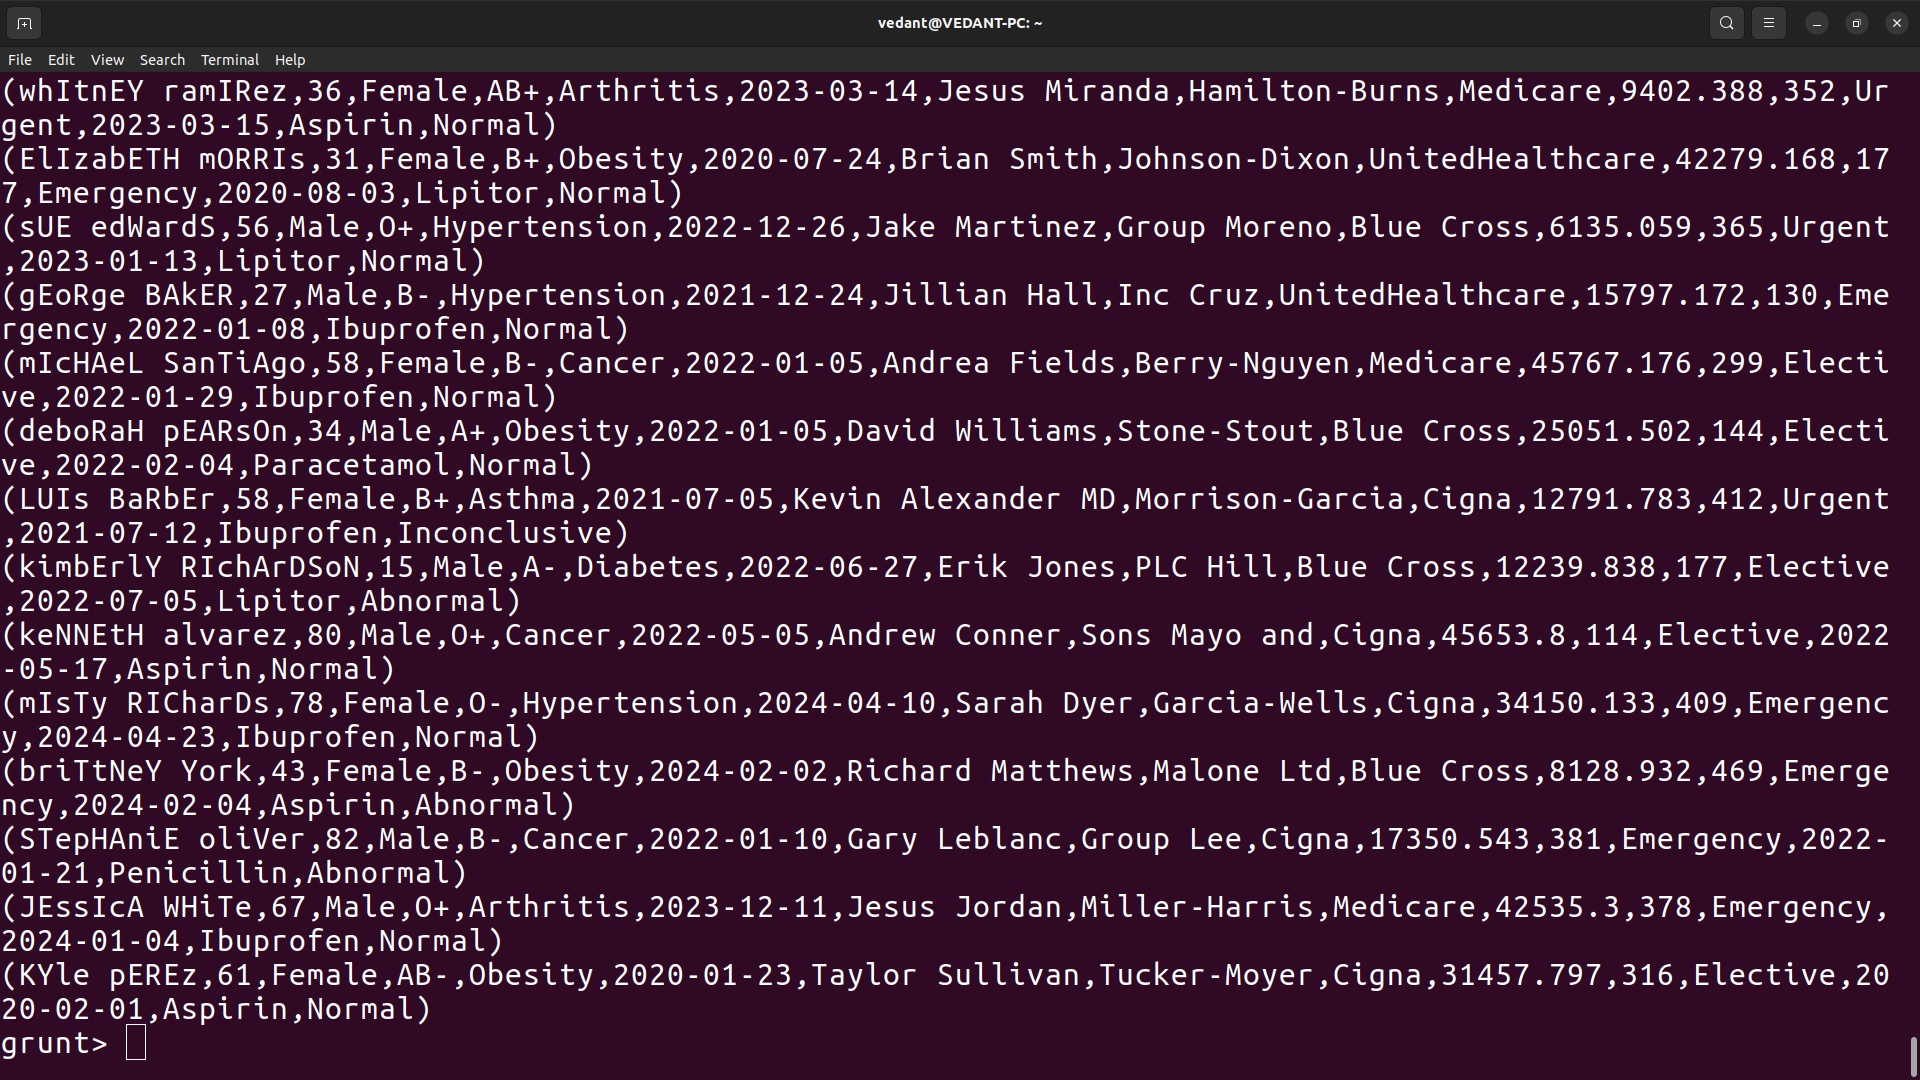 vedant@VEDANT-PC: ~
File Edit View Search Terminal Help
(whItnEY ramIRez,36,Female,AB+,Arthritis,2023-03-14,Jesus Miranda,Hamilton-Burns,Medicare,9402.388,352,Ur
gent,2023-03-15,Aspirin,Normal)
(ElIzabETH mORRIs,31,Female,B+,Obesity,2020-07-24,Brian Smith,Johnson-Dixon,UnitedHealthcare,42279.168,17
7,Emergency,2020-08-03,Lipitor,Normal)
(sUE edWardS,56,Male,O+,Hypertension,2022-12-26,Jake Martinez,Group Moreno,Blue Cross,6135.059,365,Urgent
,2023-01-13,Lipitor,Normal)
(gEoRge BAkER,27,Male,B-,Hypertension,2021-12-24,Jillian Hall,Inc Cruz,UnitedHealthcare,15797.172,130,Eme
rgency,2022-01-08,Ibuprofen,Normal)
(mIcHAeL SanTiAgo,58,Female,B-,Cancer,2022-01-05,Andrea Fields,Berry-Nguyen,Medicare,45767.176,299,Electi
ve,2022-01-29,Ibuprofen,Normal)
(deboRaH pEARsOn,34,Male,A+,Obesity,2022-01-05,David Williams,Stone-Stout,Blue Cross,25051.502,144,Electi
ve,2022-02-04,Paracetamol,Normal)
(LUIs BaRbEr,58,Female,B+,Asthma,2021-07-05,Kevin Alexander MD,Morrison-Garcia,Cigna,12791.783,412,Urgent
,2021-07-12,Ibuprofen,Inconclusive)
(kimbErlY RIchArDSoN,15,Male,A-,Diabetes,2022-06-27,Erik Jones,PLC Hill,Blue Cross,12239.838,177,Elective
,2022-07-05,Lipitor,Abnormal)
(keNNEtH alvarez,80,Male,O+,Cancer,2022-05-05,Andrew Conner,Sons Mayo and,Cigna,45653.8,114,Elective,2022
-05-17,Aspirin,Normal)
(mIsTy RICharDs,78,Female,O-,Hypertension,2024-04-10,Sarah Dyer,Garcia-Wells,Cigna,34150.133,409,Emergenc
y,2024-04-23,Ibuprofen,Normal)
(briTtNeY York,43,Female,B-,Obesity,2024-02-02,Richard Matthews,Malone Ltd,Blue Cross,8128.932,469,Emerge
ncy,2024-02-04,Aspirin,Abnormal)
(STepHAniE oliVer,82,Male,B-,Cancer,2022-01-10,Gary Leblanc,Group Lee,Cigna,17350.543,381,Emergency,2022-
01-21,Penicillin,Abnormal)
(JEssIcA WHiTe,67,Male,O+,Arthritis,2023-12-11,Jesus Jordan,Miller-Harris,Medicare,42535.3,378,Emergency,
2024-01-04,Ibuprofen,Normal)
(KYle pEREz,61,Female,AB-,Obesity,2020-01-23,Taylor Sullivan,Tucker-Moyer,Cigna,31457.797,316,Elective,20
20-02-01,Aspirin,Normal)
grunt>